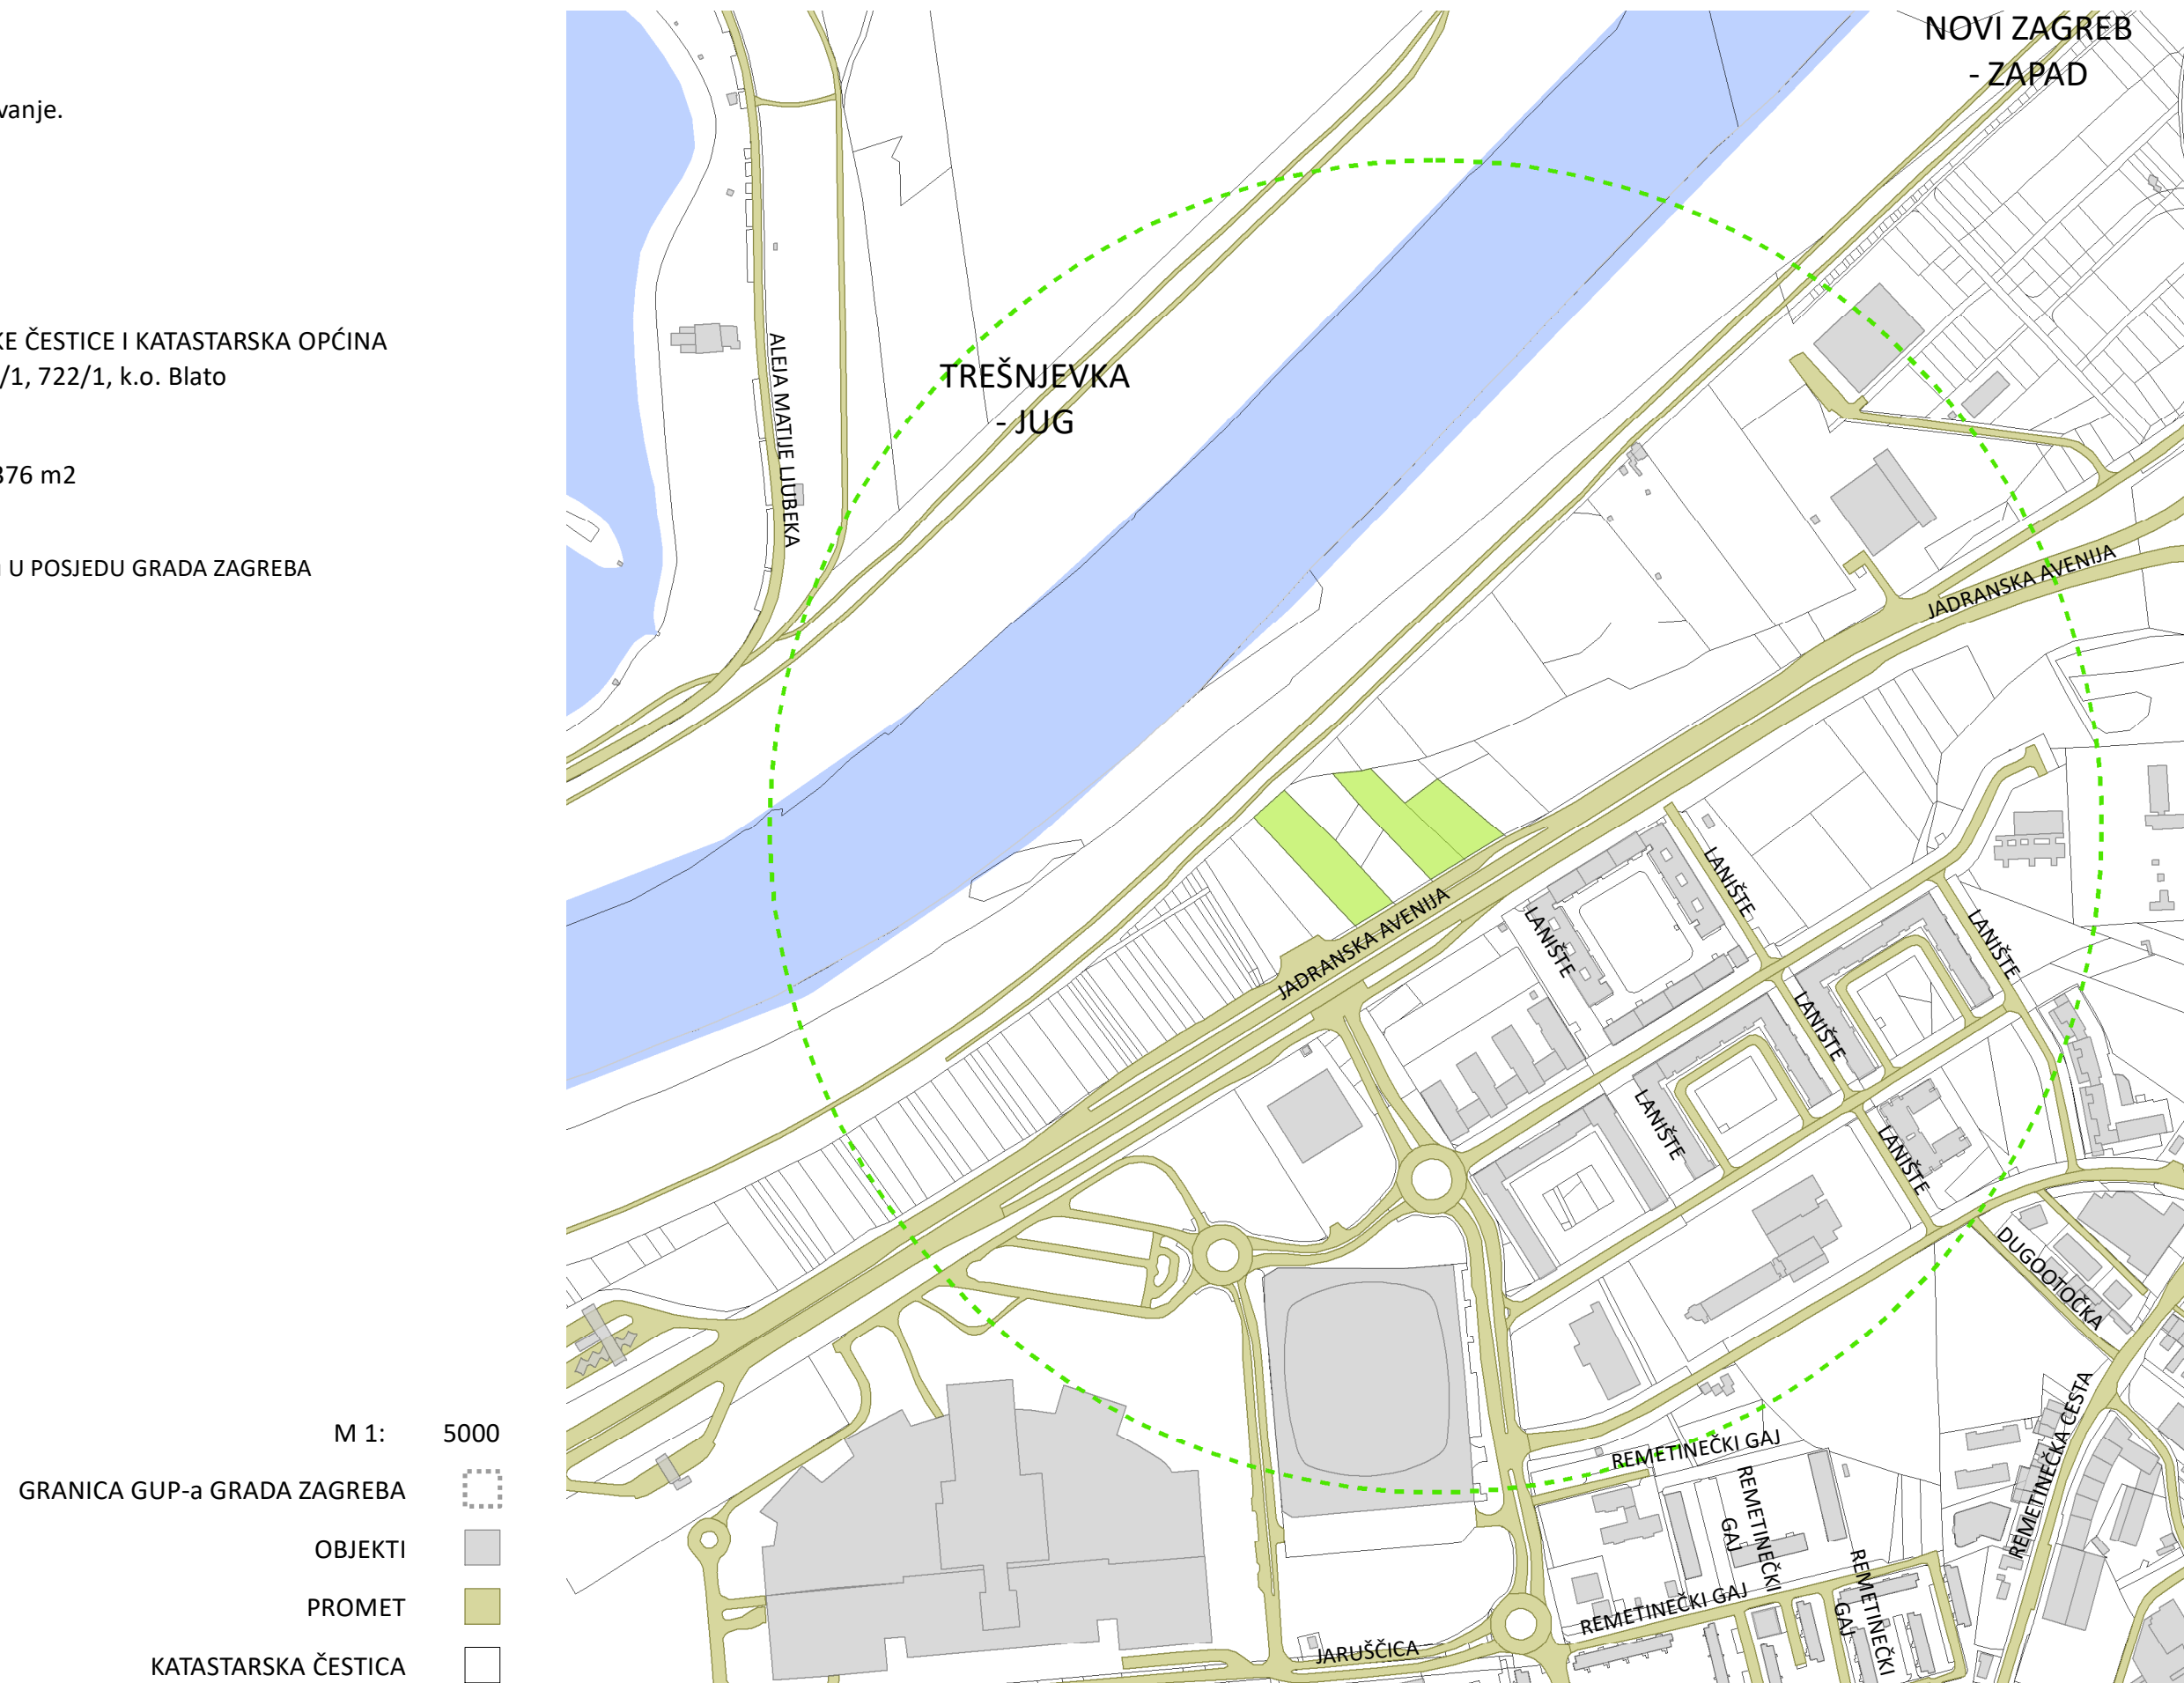 vanje.
KE ČESTICE I KATASTARSKA OPĆINA
/1, 722/1, k.o. Blato
376 m2
U POSJEDU GRADA ZAGREBA
M 1: 5000
GRANICA GUP-a GRADA ZAGREBA
OBJEKTI
PROMET
KATASTARSKA ČESTICA
NOVI ZAGREB
- ZAPAD
TREŠNJEVKA
- JUG
ALEJA MATIJE LJUBEKA
JADRANSKA AVENIJA
JADRANSKA AVENIJA
LANIŠTE
LANIŠTE
LANIŠTE
LANIŠTE
LANIŠTE
LANIŠTE
DUGOOTOČKA
REMETINEČKA CESTA
REMETINEČKI GAJ
REMETINEČKI
GAJ
REMETINEČKI GAJ
REMETINEČKI
GAJ
JARUŠČICA